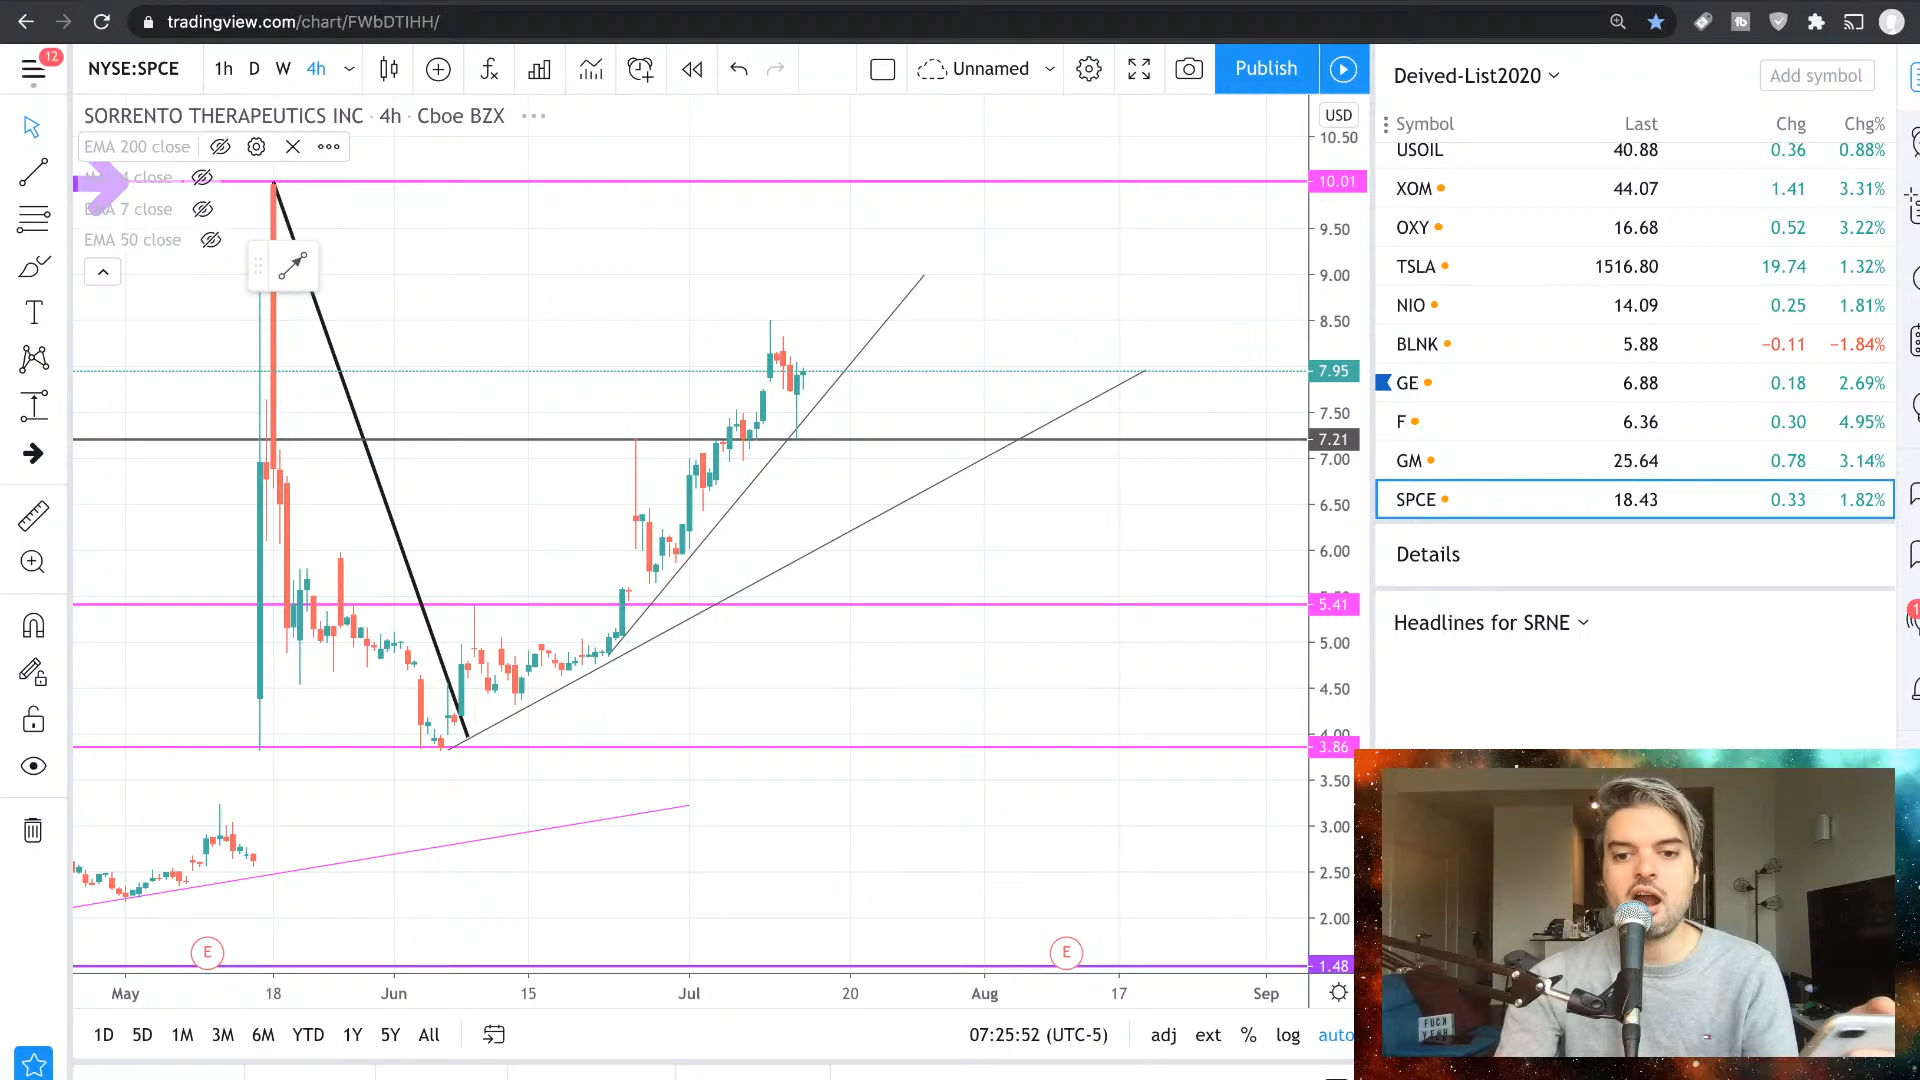 tradingview.com/chart/FWbDTIHH/
12
NYSE:SPCE
1h D W 4h
Unnamed
Publish
SORRENTO THERAPEUTICS INC · 4h · Cboe BZX
EMA 200 close
close
EMA 7 close
EMA 50 close
USD
10.50
10.01
9.50
9.00
8.50
7.95
7.50
7.21
7.00
6.50
6.00
5.41
5.00
4.50
4.00
3.86
3.50
3.00
2.50
2.00
1.48
E E
May 18 Jun 15 Jul 20 Aug 17 Sep
1D 5D 1M 3M 6M YTD 1Y 5Y All
07:25:52 (UTC-5)
adj ext % log auto
Deived-List2020
Add symbol
Symbol Last Chg Chg%
USOIL 40.88 0.36 0.88%
XOM 44.07 1.41 3.31%
OXY 16.68 0.52 3.22%
TSLA 1516.80 19.74 1.32%
NIO 14.09 0.25 1.81%
BLNK 5.88 −0.11 −1.84%
GE 6.88 0.18 2.69%
F 6.36 0.30 4.95%
GM 25.64 0.78 3.14%
SPCE 18.43 0.33 1.82%
Details
Headlines for SRNE
FUCK
YEAH